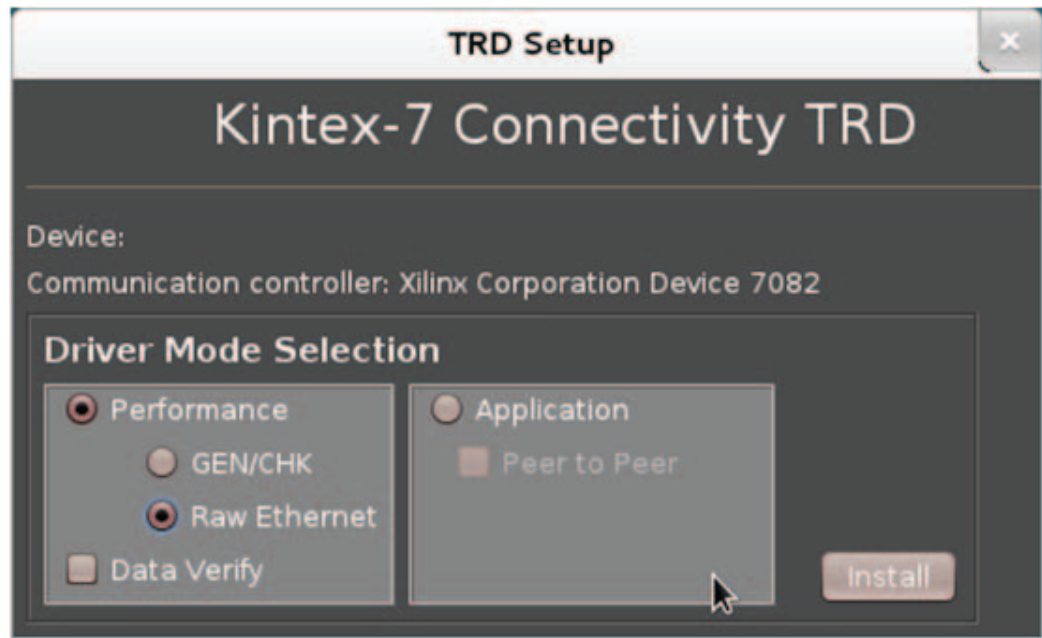 TRD Setup
Kintex-7 Connectivity TRD
Device:
Communication controller: Xilinx Corporation Device 7082
Driver Mode Selection
Performance
GEN/CHK
Raw Ethernet
Data Verify
Application
Peer to Peer
Install